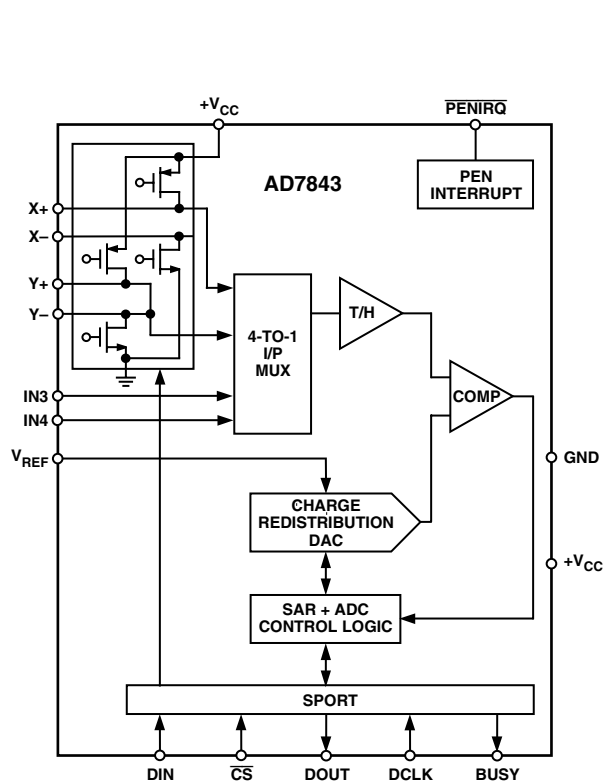 +VCC
PENIRQ
AD7843
PEN
INTERRUPT
X+
X–
Y+
Y–
4-TO-1
I/P
MUX
T/H
COMP
IN3
IN4
VREF
GND
CHARGE
REDISTRIBUTION
DAC
+VCC
SAR + ADC
CONTROL LOGIC
SPORT
DIN
CS
DOUT
DCLK
BUSY